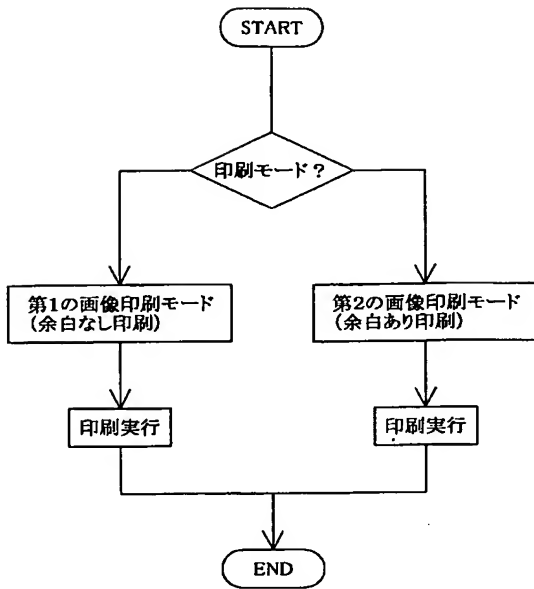 START
印刷モード?
第1の画像印刷モード
(余白なし印刷)
第2の画像印刷モード
(余白あり印刷)
印刷実行
印刷実行
END